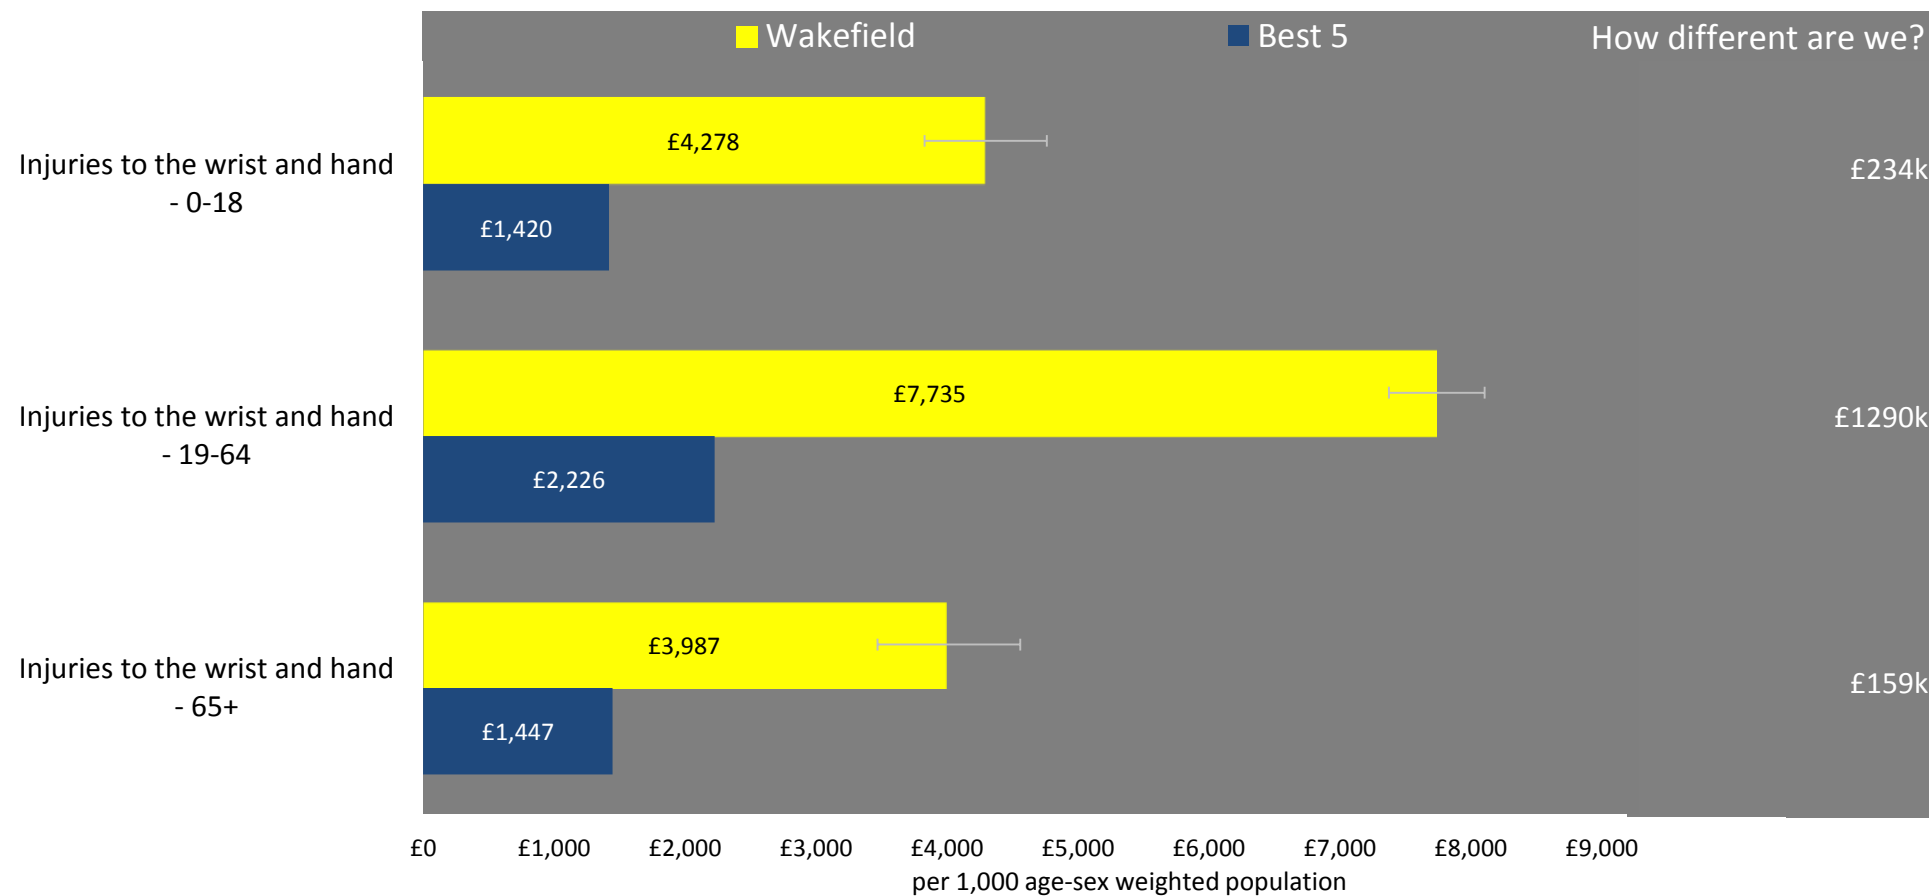 Wakefield
Best 5
How different are we?
Injuries to the wrist and hand
- 0-18
£4,278
£1,420
£234k
Injuries to the wrist and hand
- 19-64
£7,735
£2,226
£1290k
Injuries to the wrist and hand
- 65+
£3,987
£1,447
£159k
£0 £1,000 £2,000 £3,000 £4,000 £5,000 £6,000 £7,000 £8,000 £9,000
per 1,000 age-sex weighted population